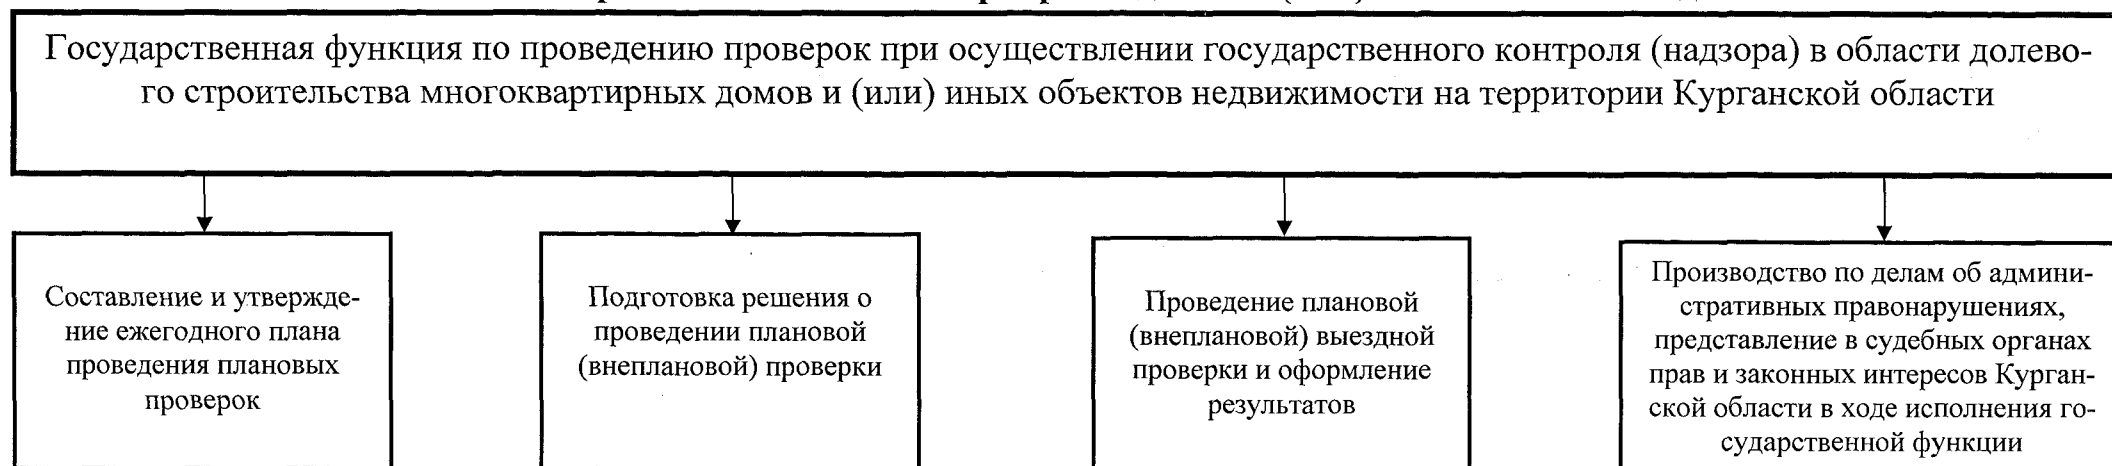 Государственная функция по проведению проверок при осуществлении государственного контроля (надзора) в области долево-
го строительства многоквартирных домов и (или) иных объектов недвижимости на территории Курганской области
Составление и утвержде-
ние ежегодного плана
проведения плановых
проверок
Подготовка решения о
проведении плановой
(внеплановой) проверки
Проведение плановой
(внеплановой) выездной
проверки и оформление
результатов
Производство по делам об админи-
стративных правонарушениях,
представление в судебных органах
прав и законных интересов Курган-
ской области в ходе исполнения го-
сударственной функции